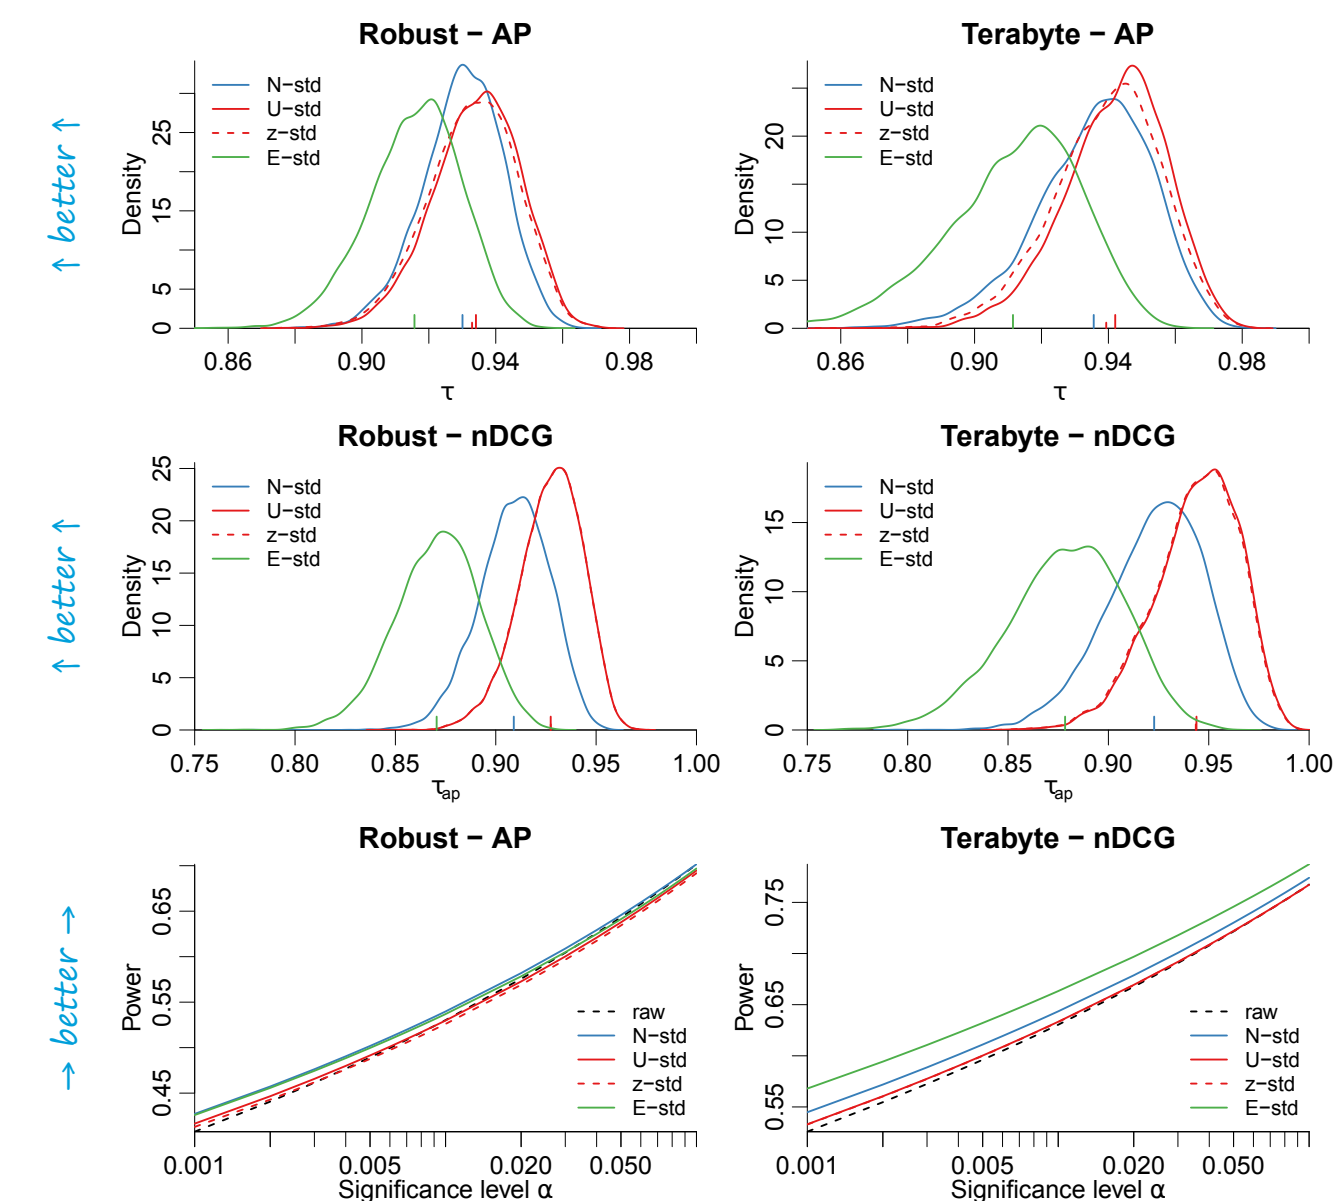 Robust − AP
↑ better ↑
Density
5
15
25
0
N−std
U−std
z−std
E−std
0.86
0.90
0.94
0.98
τ
Terabyte − AP
Density
0
5
10
20
N−std
U−std
z−std
E−std
0.86
0.90
0.94
0.98
τ
Robust − nDCG
↑ better ↑
Density
0
5
10
15
20
25
N−std
U−std
z−std
E−std
0.75
0.80
0.85
0.90
0.95
1.00
τap
Terabyte − nDCG
Density
0
5
10
15
N−std
U−std
z−std
E−std
0.75
0.80
0.85
0.90
0.95
1.00
τap
Robust − AP
→ better →
Power
0.45
0.55
0.65
raw
N−std
U−std
z−std
E−std
0.001
0.005
0.020
0.050
Significance level α
Terabyte − nDCG
Power
0.55
0.65
0.75
raw
N−std
U−std
z−std
E−std
0.001
0.005
0.020
0.050
Significance level α